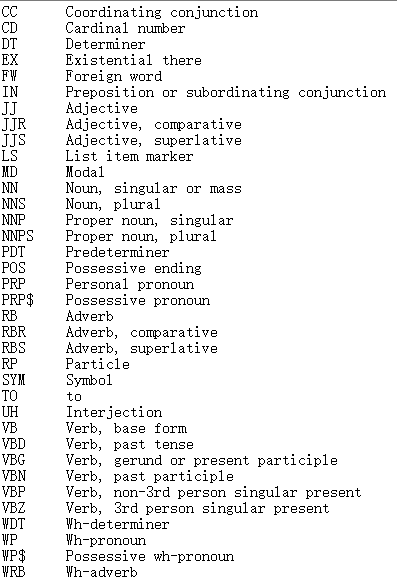 CC Coordinating conjunction
CD Cardinal number
DT Determiner
EX Existential there
FW Foreign word
IN Preposition or subordinating conjunction
JJ Adjective
JJR Adjective, comparative
JJS Adjective, superlative
LS List item marker
MD Modal
NN Noun, singular or mass
NNS Noun, plural
NNP Proper noun, singular
NNPS Proper noun, plural
PDT Predeterminer
POS Possessive ending
PRP Personal pronoun
PRP$ Possessive pronoun
RB Adverb
RBR Adverb, comparative
RBS Adverb, superlative
RP Particle
SYM Symbol
TO to
UH Interjection
VB Verb, base form
VBD Verb, past tense
VBG Verb, gerund or present participle
VBN Verb, past participle
VBP Verb, non-3rd person singular present
VBZ Verb, 3rd person singular present
WDT Wh-determiner
WP Wh-pronoun
WP$ Possessive wh-pronoun
WRB Wh-adverb